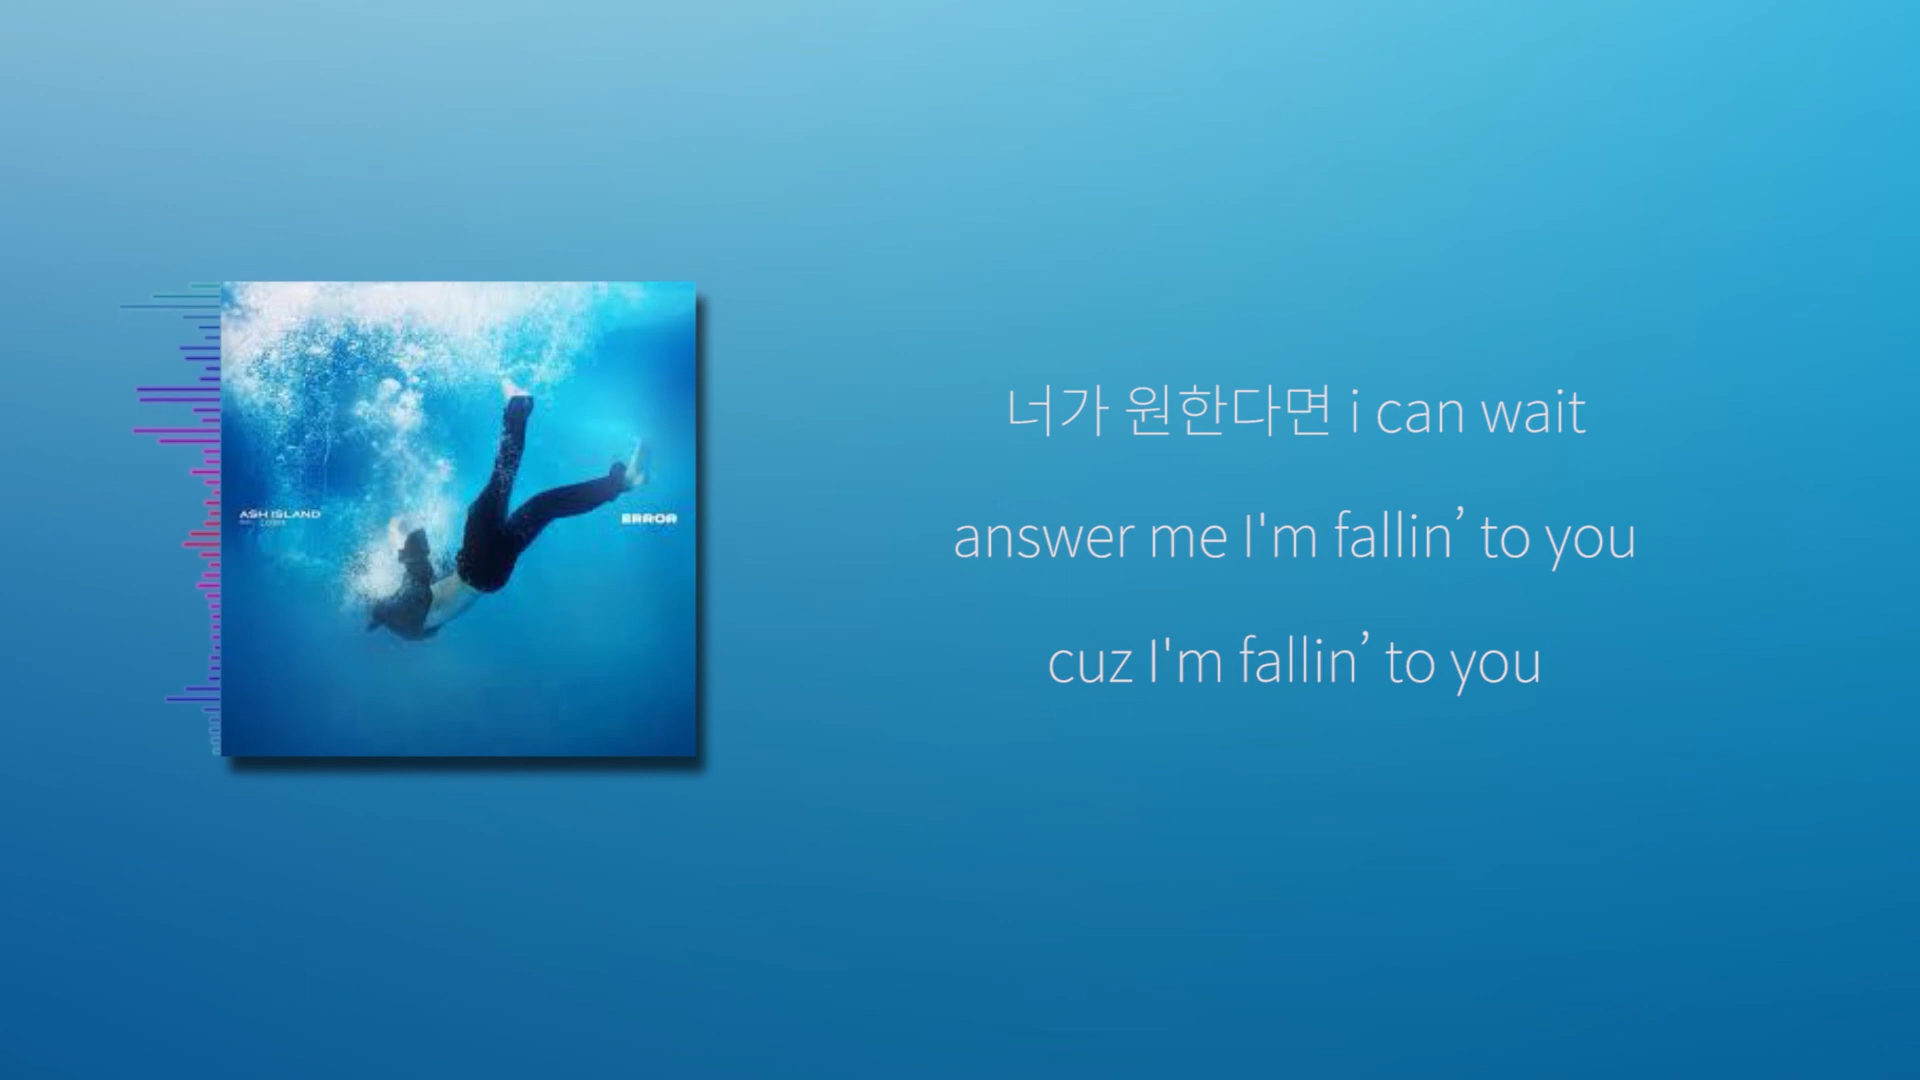 너가 원한다면 i can wait
answer me I'm fallin’ to you
cuz I'm fallin’ to you
ASH ISLAND
ERROR